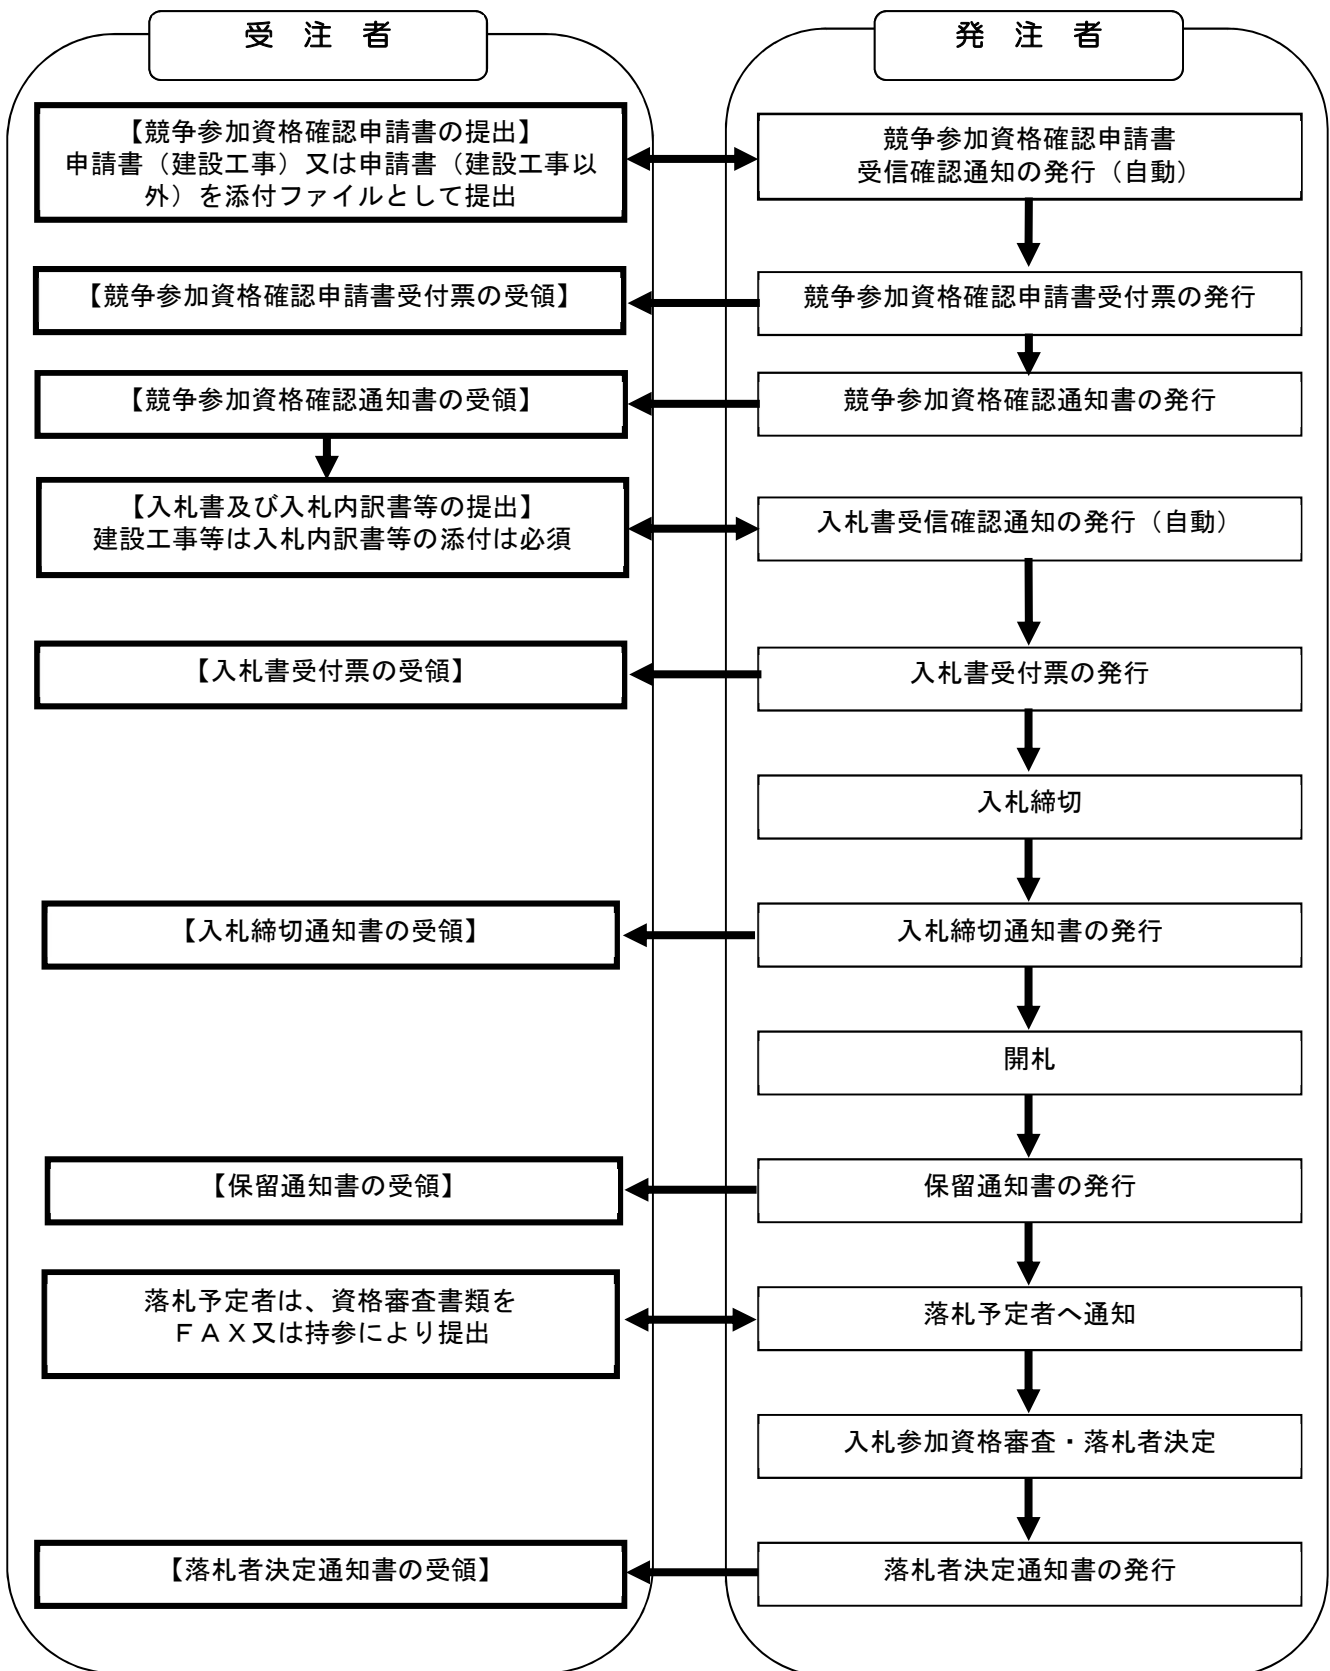 受 注 者
発 注 者
【競争参加資格確認申請書の提出】
申請書（建設工事）又は申請書（建設工事以
外）を添付ファイルとして提出
競争参加資格確認申請書
受信確認通知の発行（自動）
【競争参加資格確認申請書受付票の受領】
競争参加資格確認申請書受付票の発行
【競争参加資格確認通知書の受領】
競争参加資格確認通知書の発行
【入札書及び入札内訳書等の提出】
建設工事等は入札内訳書等の添付は必須
入札書受信確認通知の発行（自動）
【入札書受付票の受領】
入札書受付票の発行
入札締切
【入札締切通知書の受領】
入札締切通知書の発行
開札
【保留通知書の受領】
保留通知書の発行
落札予定者は、資格審査書類を
ＦＡＸ又は持参により提出
落札予定者へ通知
入札参加資格審査・落札者決定
【落札者決定通知書の受領】
落札者決定通知書の発行